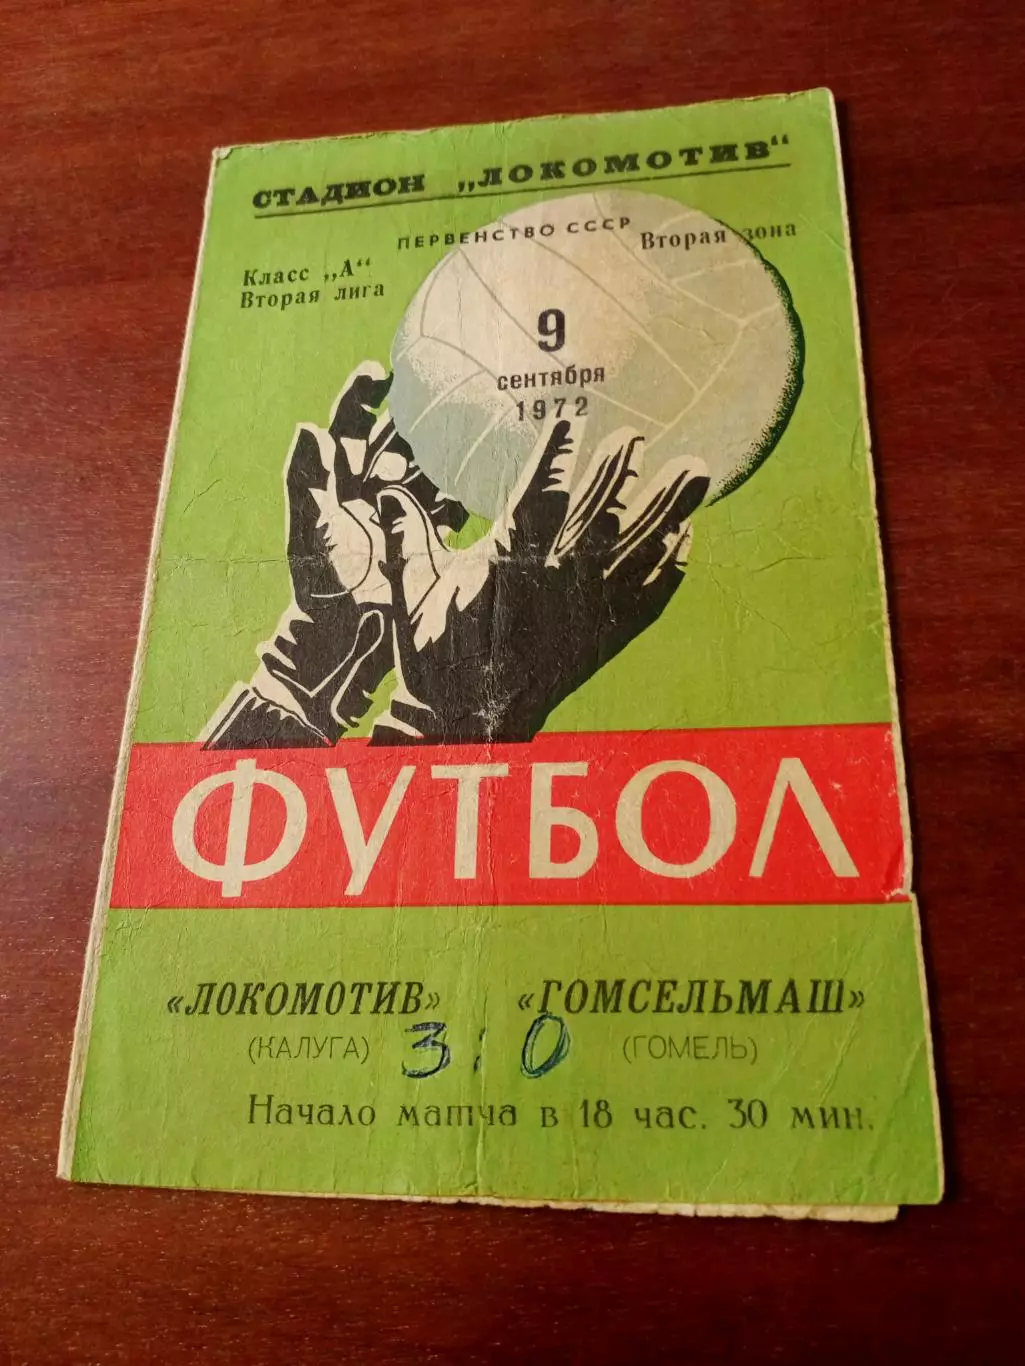 СТАДИОН „ЛОКОМОТИВ“
ПЕРВЕНСТВО СССР
Класс „А“
Вторая лига
Вторая зона
9
сентября
1972
ФУТБОЛ
«ЛОКОМОТИВ» «ГОМСЕЛЬМАШ»
(КАЛУГА) 3:0 (ГОМЕЛЬ)
Начало матча в 18 час. 30 мин.